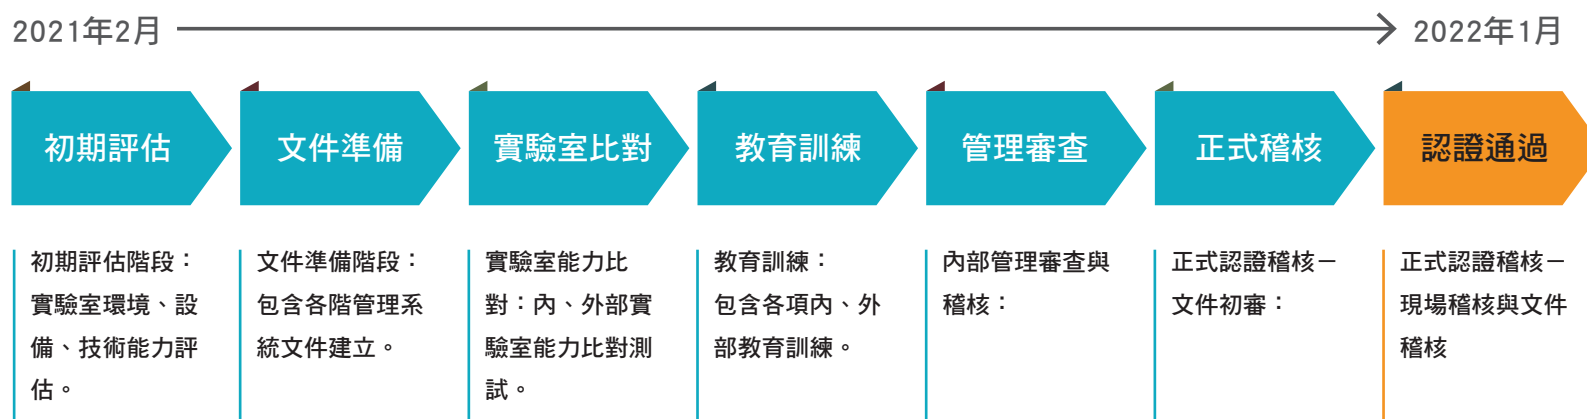 2021年2月
2022年1月
初期評估
文件準備
實驗室比對
教育訓練
管理審查
正式稽核
認證通過
初期評估階段：
實驗室環境、設
備、技術能力評
估。
文件準備階段：
包含各階管理系
統文件建立。
實驗室能力比
對：內、外部實
驗室能力比對測
試。
教育訓練：
包含各項內、外
部教育訓練。
內部管理審查與
稽核：
正式認證稽核－
文件初審：
正式認證稽核－
現場稽核與文件
稽核